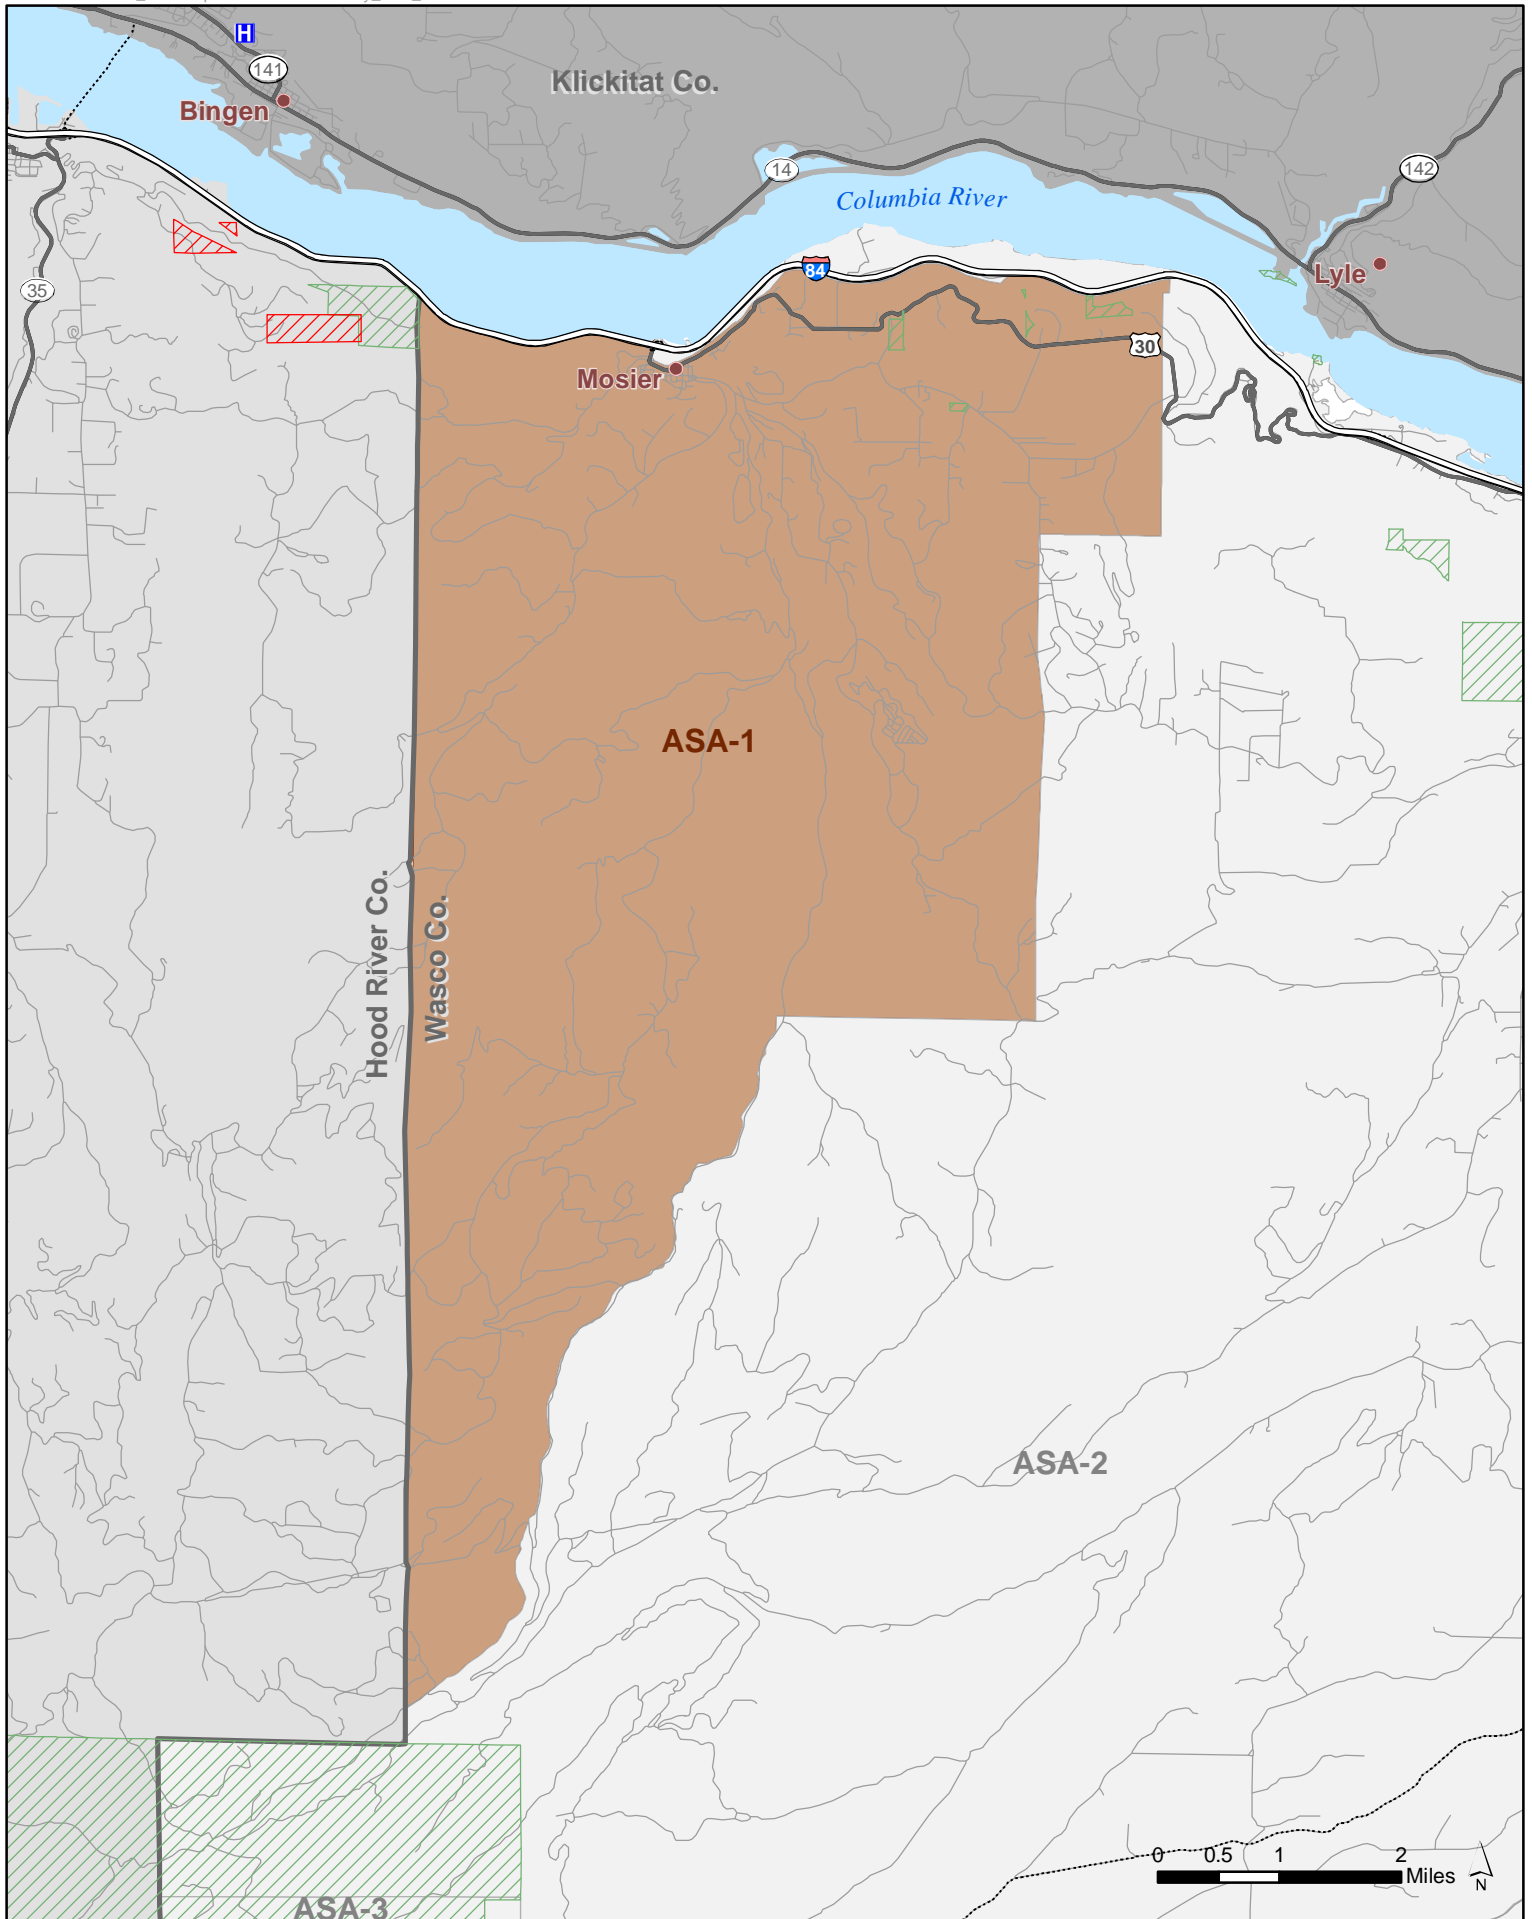 H
141
Klickitat Co.
Bingen
14
142
Columbia River
84
Lyle
35
30
Mosier
ASA-1
Hood River Co.
Wasco Co.
ASA-2
0 0.5 1 2
Miles
N
ASA-3